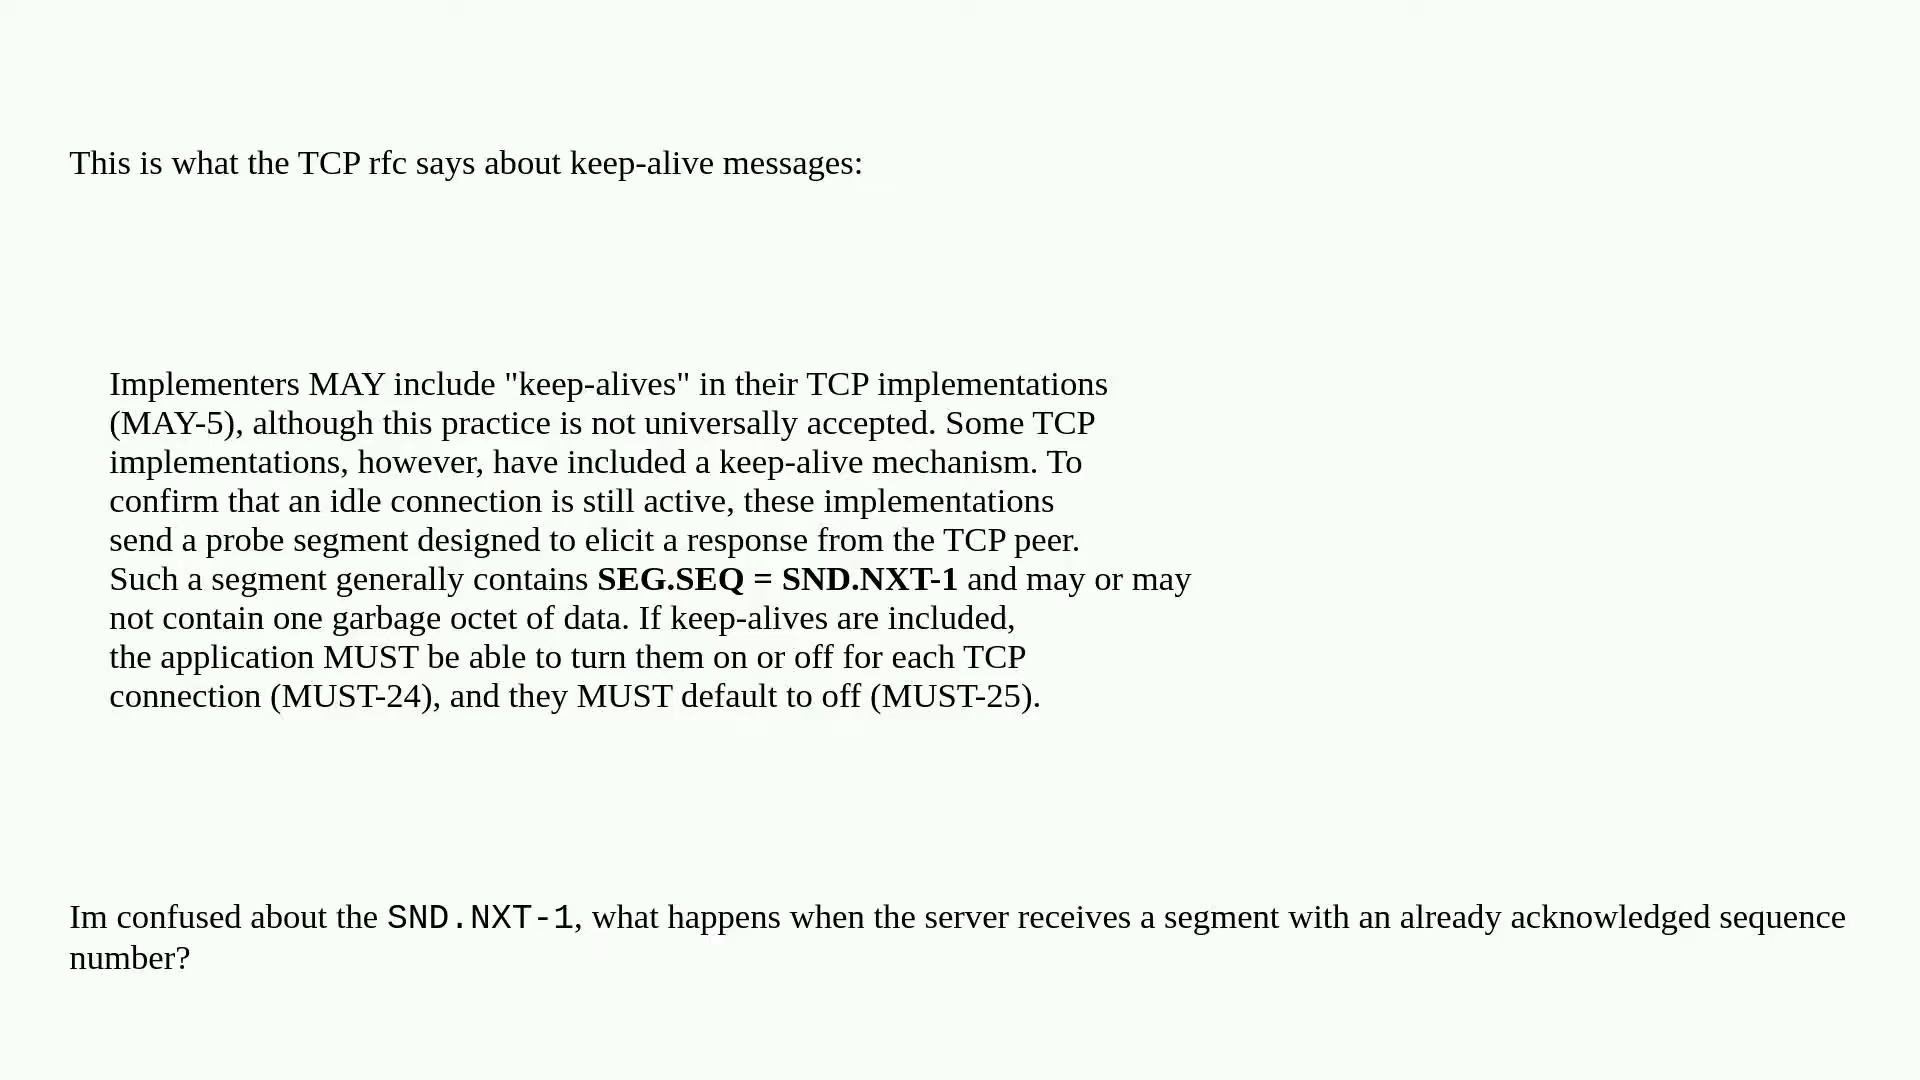 This is what the TCP rfc says about keep-alive messages:
Implementers MAY include "keep-alives" in their TCP implementations
(MAY-5), although this practice is not universally accepted. Some TCP
implementations, however, have included a keep-alive mechanism. To
confirm that an idle connection is still active, these implementations
send a probe segment designed to elicit a response from the TCP peer.
Such a segment generally contains SEG.SEQ = SND.NXT-1 and may or may
not contain one garbage octet of data. If keep-alives are included,
the application MUST be able to turn them on or off for each TCP
connection (MUST-24), and they MUST default to off (MUST-25).
Im confused about the SND.NXT-1, what happens when the server receives a segment with an already acknowledged sequence
number?